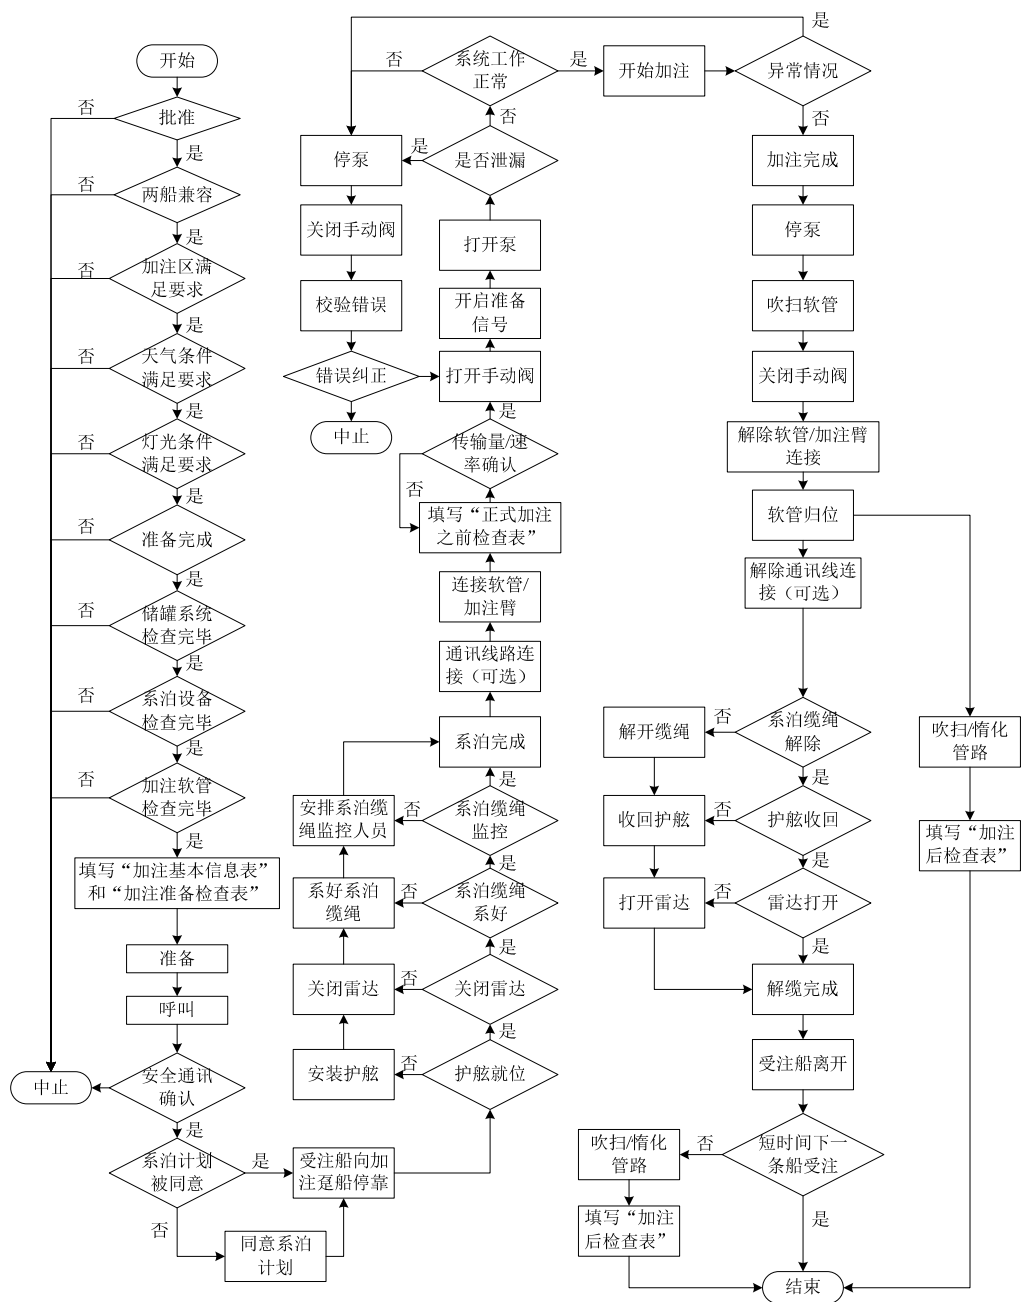 开始
否
批准
是
否
两船兼容
是
否
加注区满
足要求
是
否
天气条件
满足要求
是
否
灯光条件
满足要求
是
否
准备完成
是
否
储罐系统
检查完毕
是
否
系泊设备
检查完毕
是
否
加注软管
检查完毕
是
填写“加注基本信息表”
和“加注准备检查表”
准备
呼叫
安全通讯
确认
中止
是
系泊计划
被同意
是
否
同意系泊
计划
受注船向加
注趸船停靠
护舷就位
否
安装护舷
是
关闭雷达
否
关闭雷达
是
系泊缆绳
系好
否
系好系泊
缆绳
是
系泊缆绳
监控
否
安排系泊缆
绳监控人员
是
系泊完成
通讯线路连
接（可选）
连接软管/
加注臂
填写“正式加注
之前检查表”
否
传输量/速
率确认
是
打开手动阀
开启准备
信号
打开泵
是否泄漏
是
否
系统工作
正常
否
是
停泵
关闭手动阀
校验错误
错误纠正
中止
开始加注
异常情况
是
否
加注完成
停泵
吹扫软管
关闭手动阀
解除软管/加注臂
连接
软管归位
解除通讯线连
接（可选）
系泊缆绳
解除
否
解开缆绳
是
护舷收回
否
收回护舷
是
雷达打开
否
打开雷达
是
解缆完成
受注船离开
短时间下一
条船受注
否
吹扫/惰化
管路
填写“加注
后检查表”
是
结束
吹扫/惰化
管路
填写“加注
后检查表”